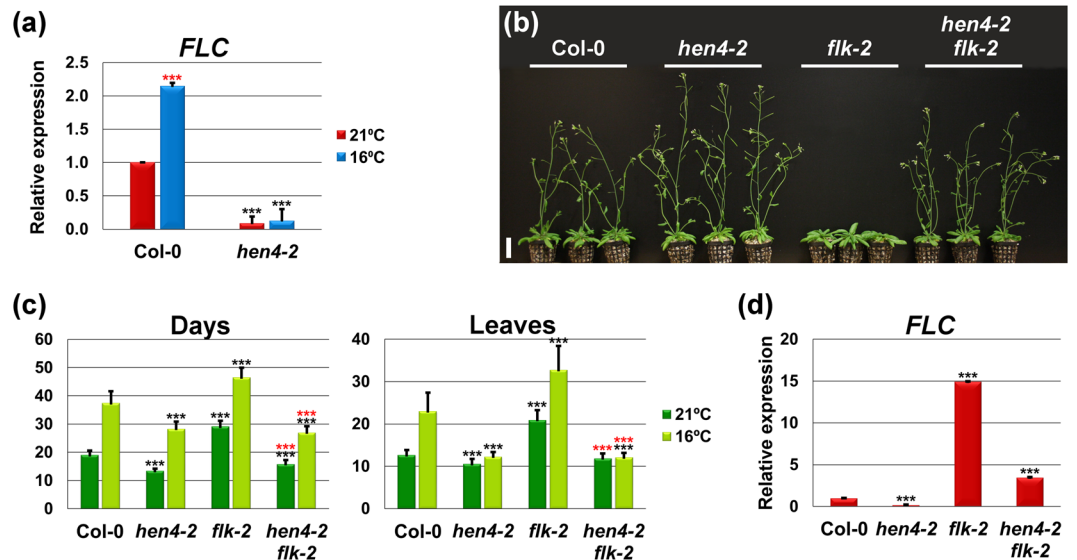 (a)
FLC
Relative expression
2.5
2.0
1.5
1.0
0.5
0.0
***
***
***
Col-0
hen4-2
21ºC
16ºC
(b)
Col-0
hen4-2
flk-2
hen4-2
flk-2
(c)
Days
60
50
40
30
20
10
0
***
***
***
***
***
***
***
***
Col-0
hen4-2
flk-2
hen4-2
flk-2
Leaves
40
30
20
10
0
***
***
***
***
***
***
***
Col-0
hen4-2
flk-2
hen4-2
flk-2
21ºC
16ºC
(d)
FLC
Relative expression
20
15
10
5
0
***
***
***
Col-0
hen4-2
flk-2
hen4-2
flk-2